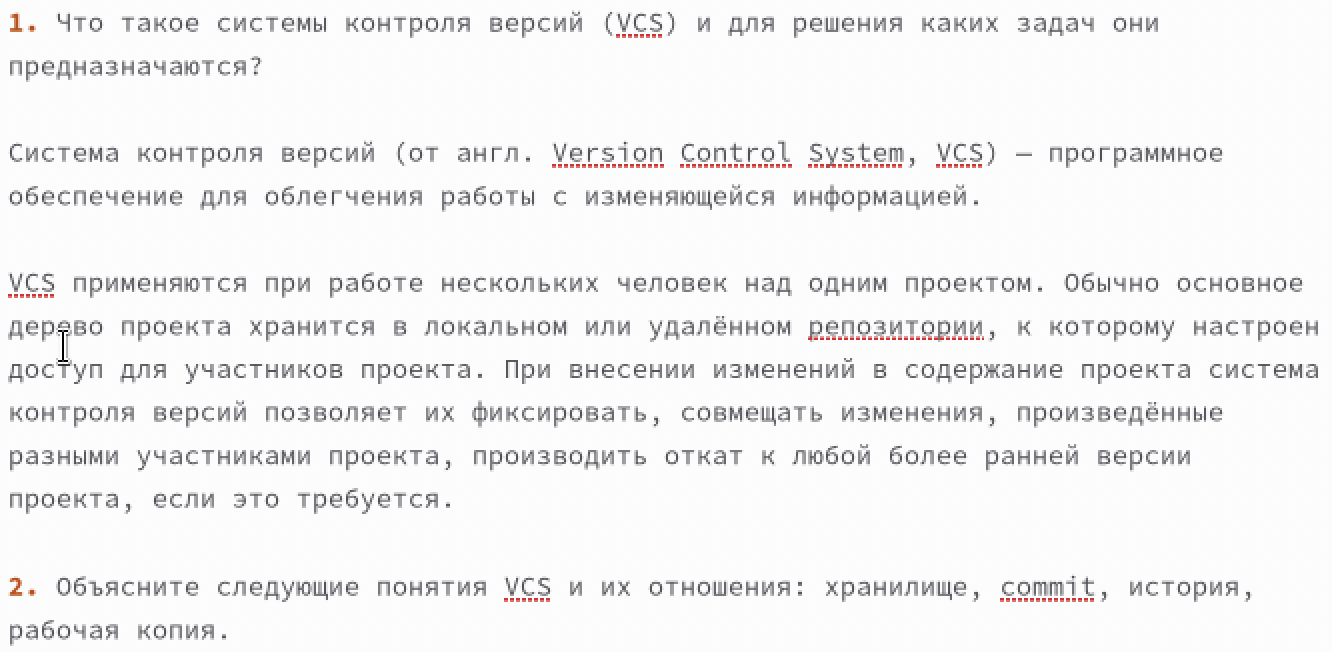 1. Что такое системы контроля версий (VCS) и для решения каких задач они
предназначаются?
Система контроля версий (от англ. Version Control System, VCS) — программное
обеспечение для облегчения работы с изменяющейся информацией.
VCS применяются при работе нескольких человек над одним проектом. Обычно основное
дерево проекта хранится в локальном или удалённом репозитории, к которому настроен
доступ для участников проекта. При внесении изменений в содержание проекта система
контроля версий позволяет их фиксировать, совмещать изменения, произведённые
разными участниками проекта, производить откат к любой более ранней версии
проекта, если это требуется.
2. Объясните следующие понятия VCS и их отношения: хранилище, commit, история,
рабочая копия.